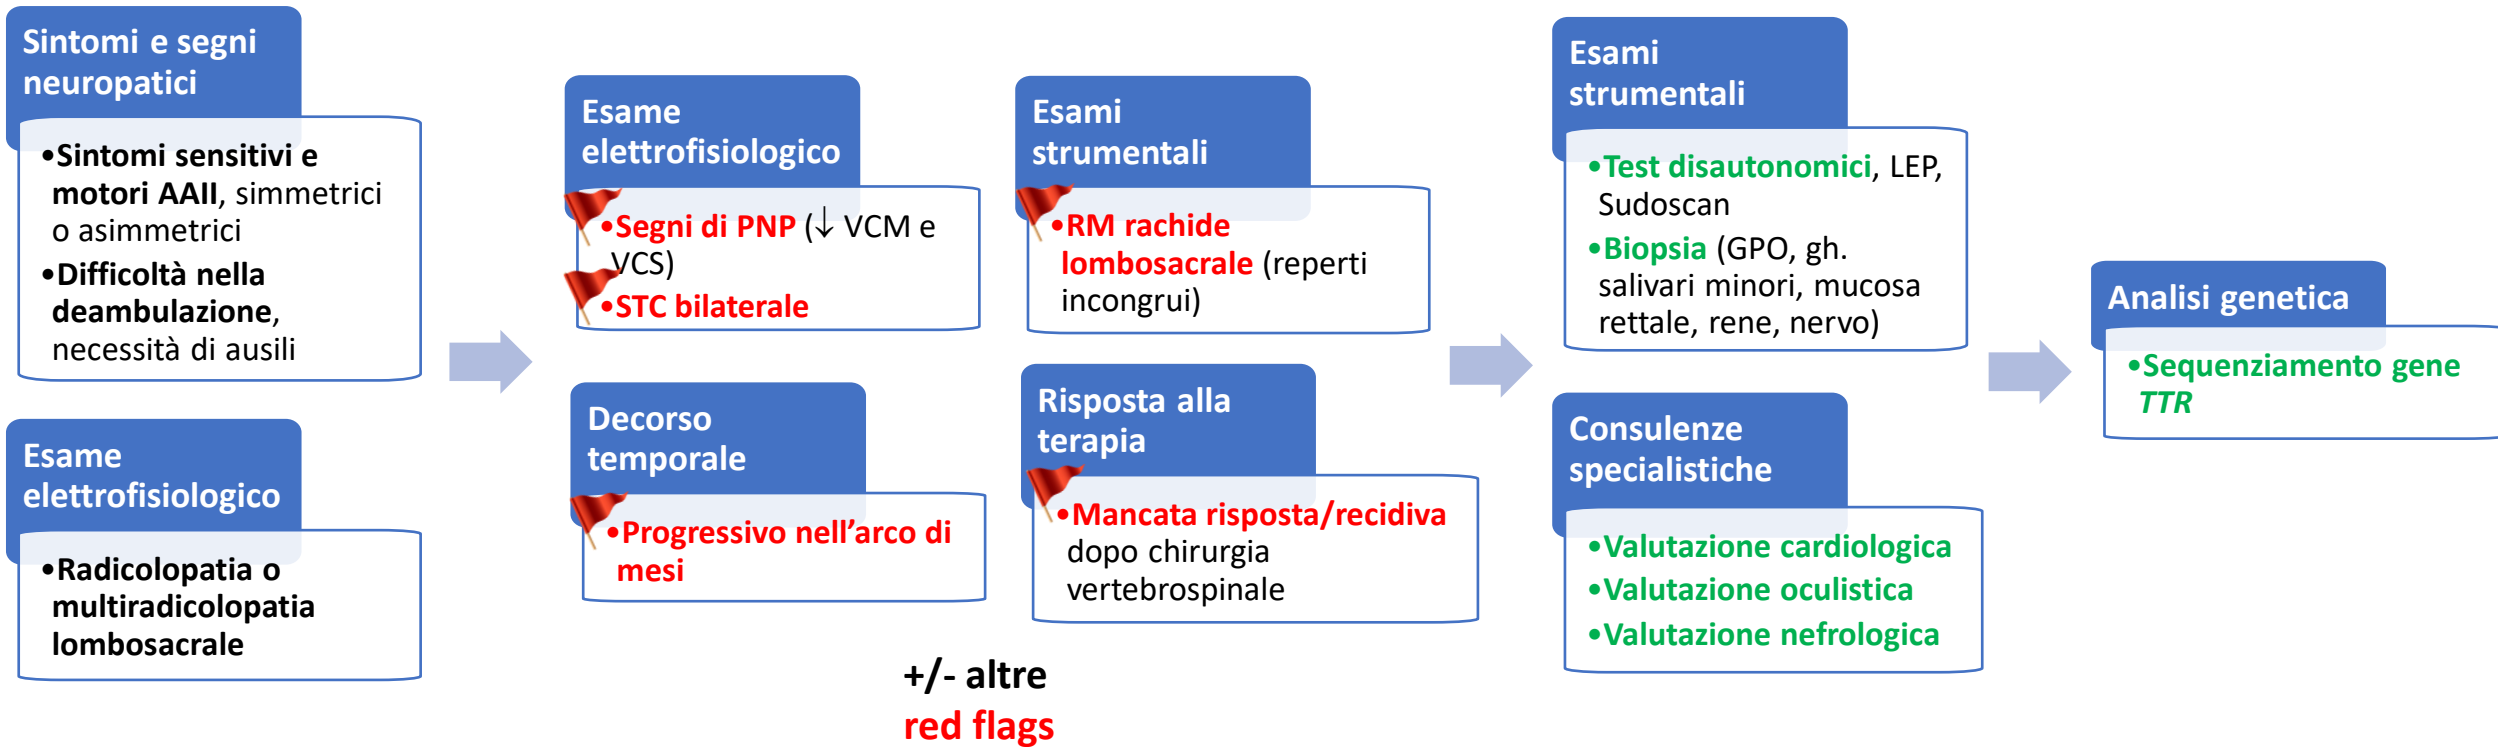 Sintomi e segni
neuropatici
•Sintomi sensitivi e
motori AAII, simmetrici
o asimmetrici
•Difficoltà nella
deambulazione,
necessità di ausili
Esame
elettrofisiologico
•Radicolopatia o
multiradicolopatia
lombosacrale
Esame
elettrofisiologico
•Segni di PNP (↓ VCM e
VCS)
•STC bilaterale
Decorso
temporale
•Progressivo nell’arco di
mesi
Esami
strumentali
•RM rachide
lombosacrale (reperti
incongrui)
Risposta alla
terapia
•Mancata risposta/recidiva
dopo chirurgia
vertebrospinale
+/- altre
red flags
Esami
strumentali
•Test disautonomici, LEP,
Sudoscan
•Biopsia (GPO, gh.
salivari minori, mucosa
rettale, rene, nervo)
Consulenze
specialistiche
•Valutazione cardiologica
•Valutazione oculistica
•Valutazione nefrologica
Analisi genetica
•Sequenziamento gene
TTR